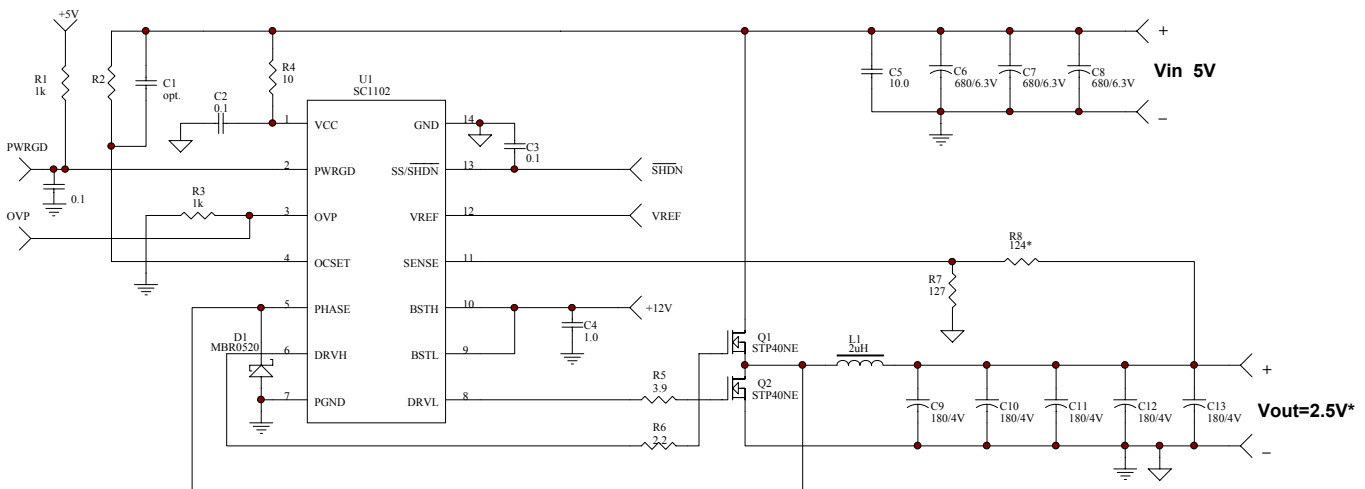 +5V
R1
1k
R2
C1
opt.
R4
10
C2
0.1
U1
SC1102
PWRGD
0.1
OVP
R3
1k
1
VCC
2
PWRGD
3
OVP
4
OCSET
5
PHASE
6
DRVH
7
PGND
GND
14
SS/SHDN
13
VREF
12
SENSE
11
BSTH
10
BSTL
9
DRVL
8
C3
0.1
SHDN
VREF
+12V
C4
1.0
D1
MBR0520
R5
3.9
R6
2.2
Q1
STP40NE
Q2
STP40NE
L1
2uH
R7
127
R8
124*
C5
10.0
C6
680/6.3V
C7
680/6.3V
C8
680/6.3V
+
Vin 5V
_
C9
180/4V
C10
180/4V
C11
180/4V
C12
180/4V
C13
180/4V
+
Vout=2.5V*
_